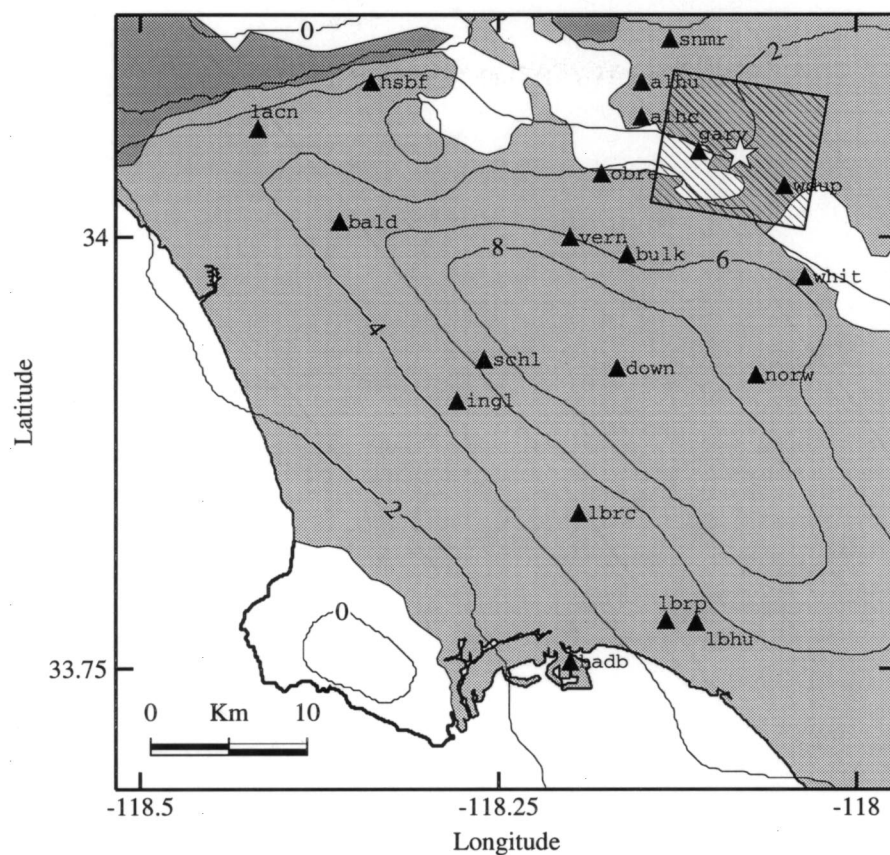 0
snmr
2
hsbf
alhu
lacn
alhc
gary
obre
wdup
bald
34
vern
8
bulk
6
whit
4
schl
down
norw
ingl
Latitude
2
lbrc
lbrp
0
lbhu
33.75
hadb
0 Km 10
-118.5
-118.25
-118
Longitude